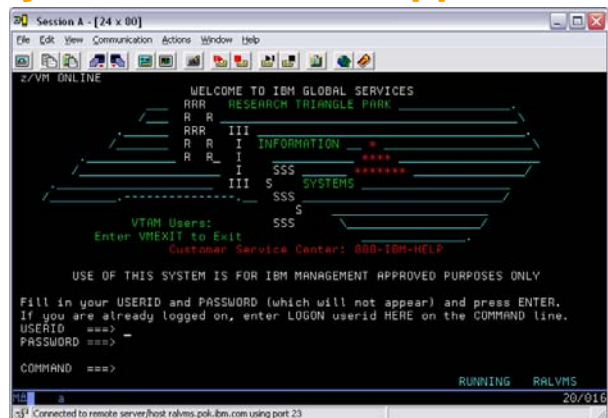 Session A - [24 x 80]
File Edit View Communication Actions Window Help
z/VM ONLINE
WELCOME TO IBM GLOBAL SERVICES
RRR RESEARCH TRIANGLE PARK
R R
RRR III
R R I INFORMATION *
R R_ I ****
I SSS *******
III S SYSTEMS
SSS
S
VTAM Users: SSS
Enter VMEXIT to Exit
Customer Service Center: 888-IBM-HELP
USE OF THIS SYSTEM IS FOR IBM MANAGEMENT APPROVED PURPOSES ONLY
Fill in your USERID and PASSWORD (which will not appear) and press ENTER.
If you are already logged on, enter LOGON userid HERE on the COMMAND line.
USERID ===> _
PASSWORD ===>
COMMAND ===>
RUNNING RALVMS
MA a 20/016
Connected to remote server/host ralvms.pok.ibm.com using port 23